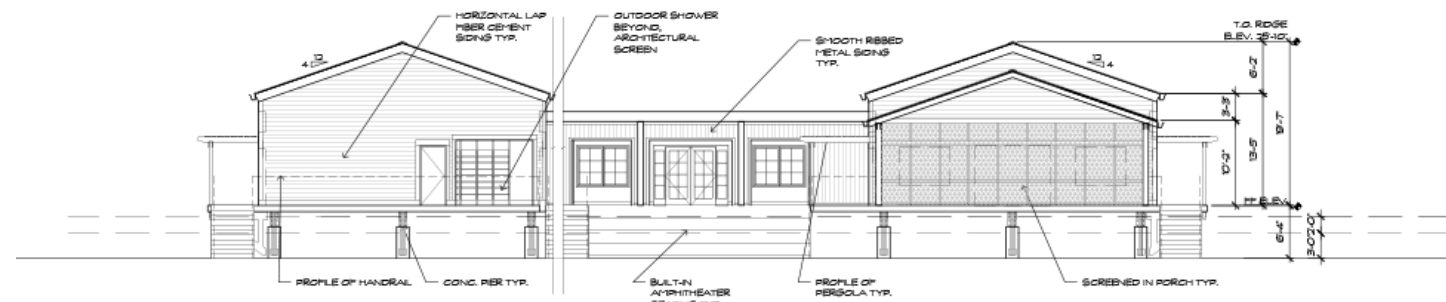 HORIZONTAL LAP
FIBER CEMENT
SIDING TYP.
OUTDOOR SHOWER
BEYOND,
ARCHITECTURAL
SCREEN
SMOOTH RIBBED
METAL SIDING
TYP.
T.O. RIDGE
ELEV. 25'-10"
12
4
12
4
6'-2"
3'-3"
19'-7"
13'-5"
10'-2"
FF ELEV.
6'-4"
3'-0"
2'-0"
PROFILE OF HANDRAIL
CONC. PIER TYP.
BUILT-IN
AMPHITHEATER
PROFILE OF
PERGOLA TYP.
SCREENED IN PORCH TYP.